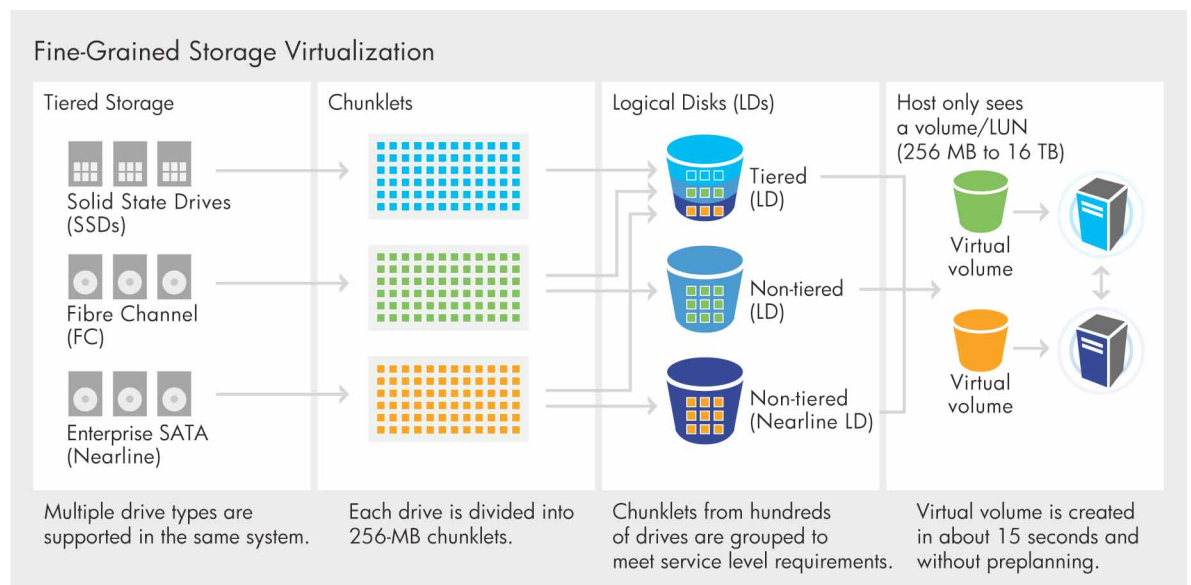 Fine-Grained Storage Virtualization
Tiered Storage
Solid State Drives
(SSDs)
Fibre Channel
(FC)
Enterprise SATA
(Nearline)
Multiple drive types are
supported in the same system.
Chunklets
Each drive is divided into
256-MB chunklets.
Logical Disks (LDs)
Tiered
(LD)
Non-tiered
(LD)
Non-tiered
(Nearline LD)
Chunklets from hundreds
of drives are grouped to
meet service level requirements.
Host only sees
a volume/LUN
(256 MB to 16 TB)
Virtual
volume
Virtual
volume
Virtual volume is created
in about 15 seconds and
without preplanning.